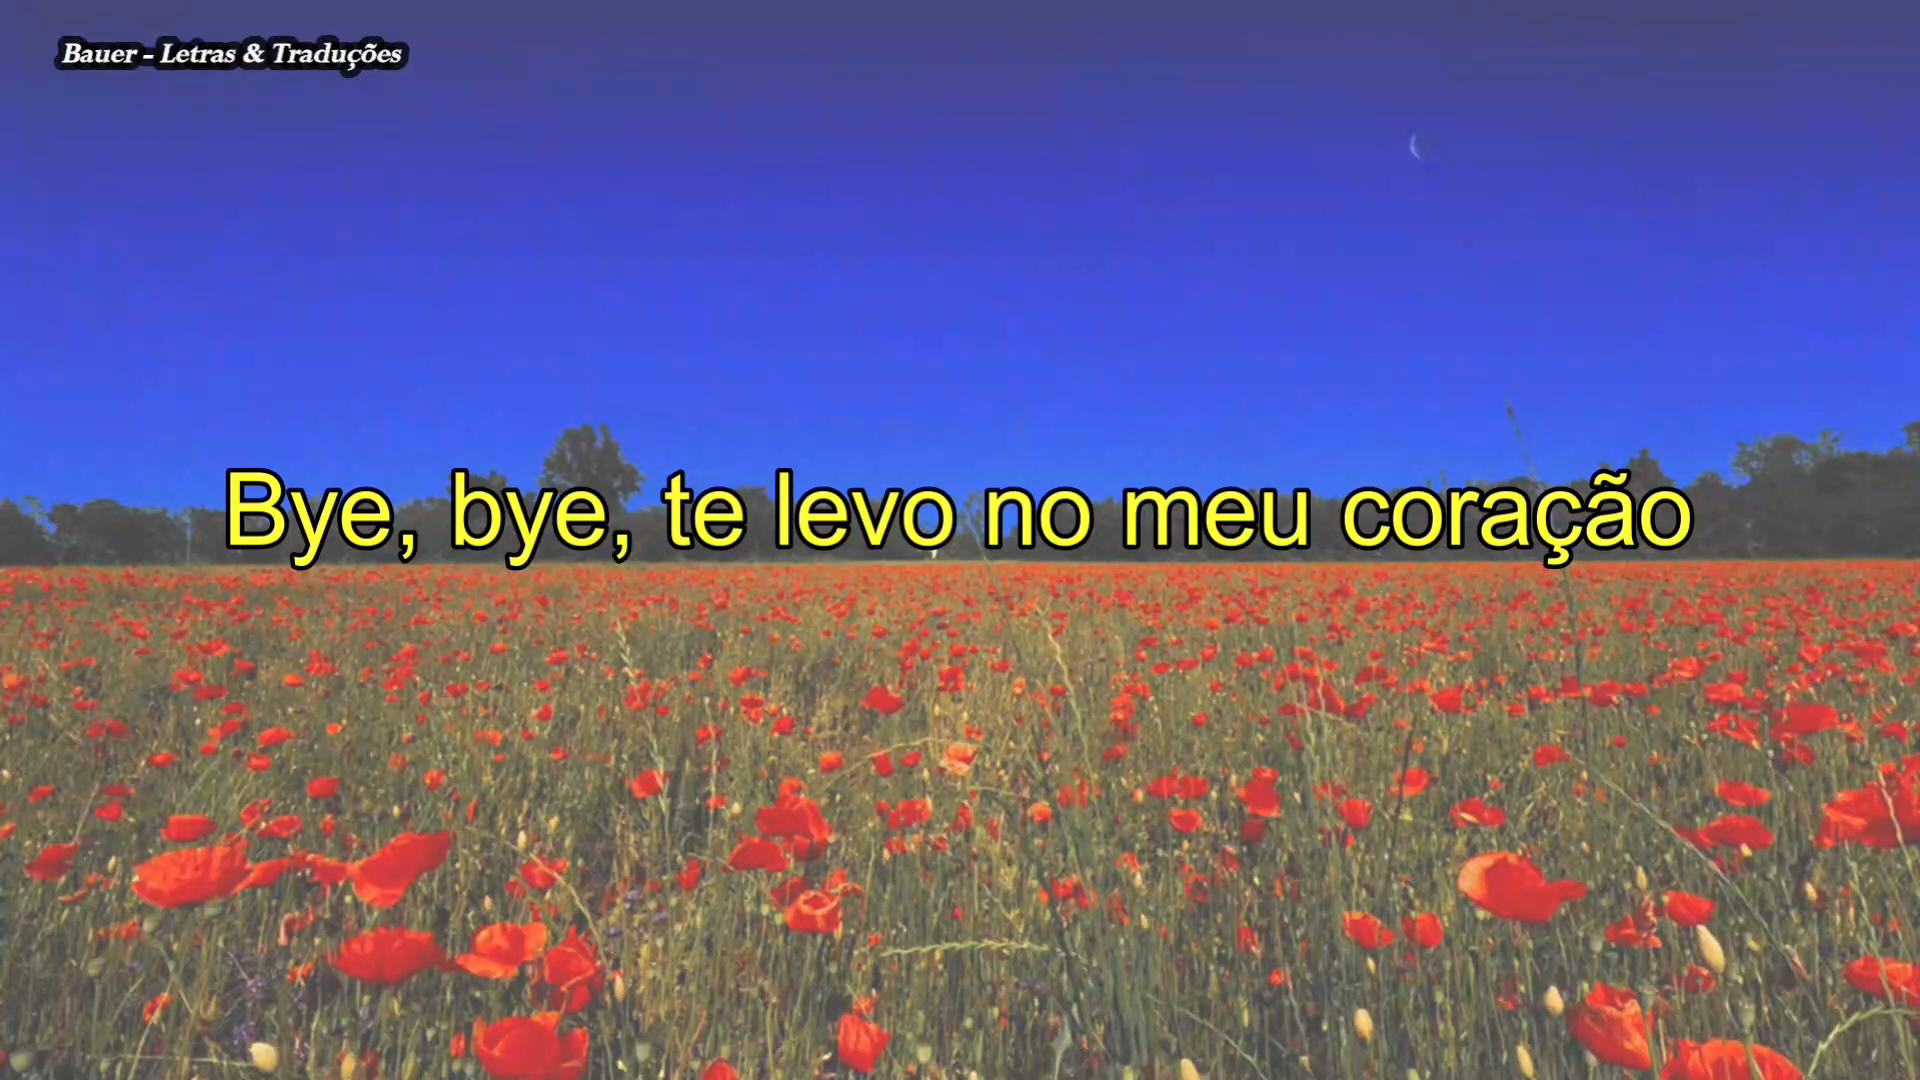 Bauer - Letras & Traduções
Bye, bye, te levo no meu coração